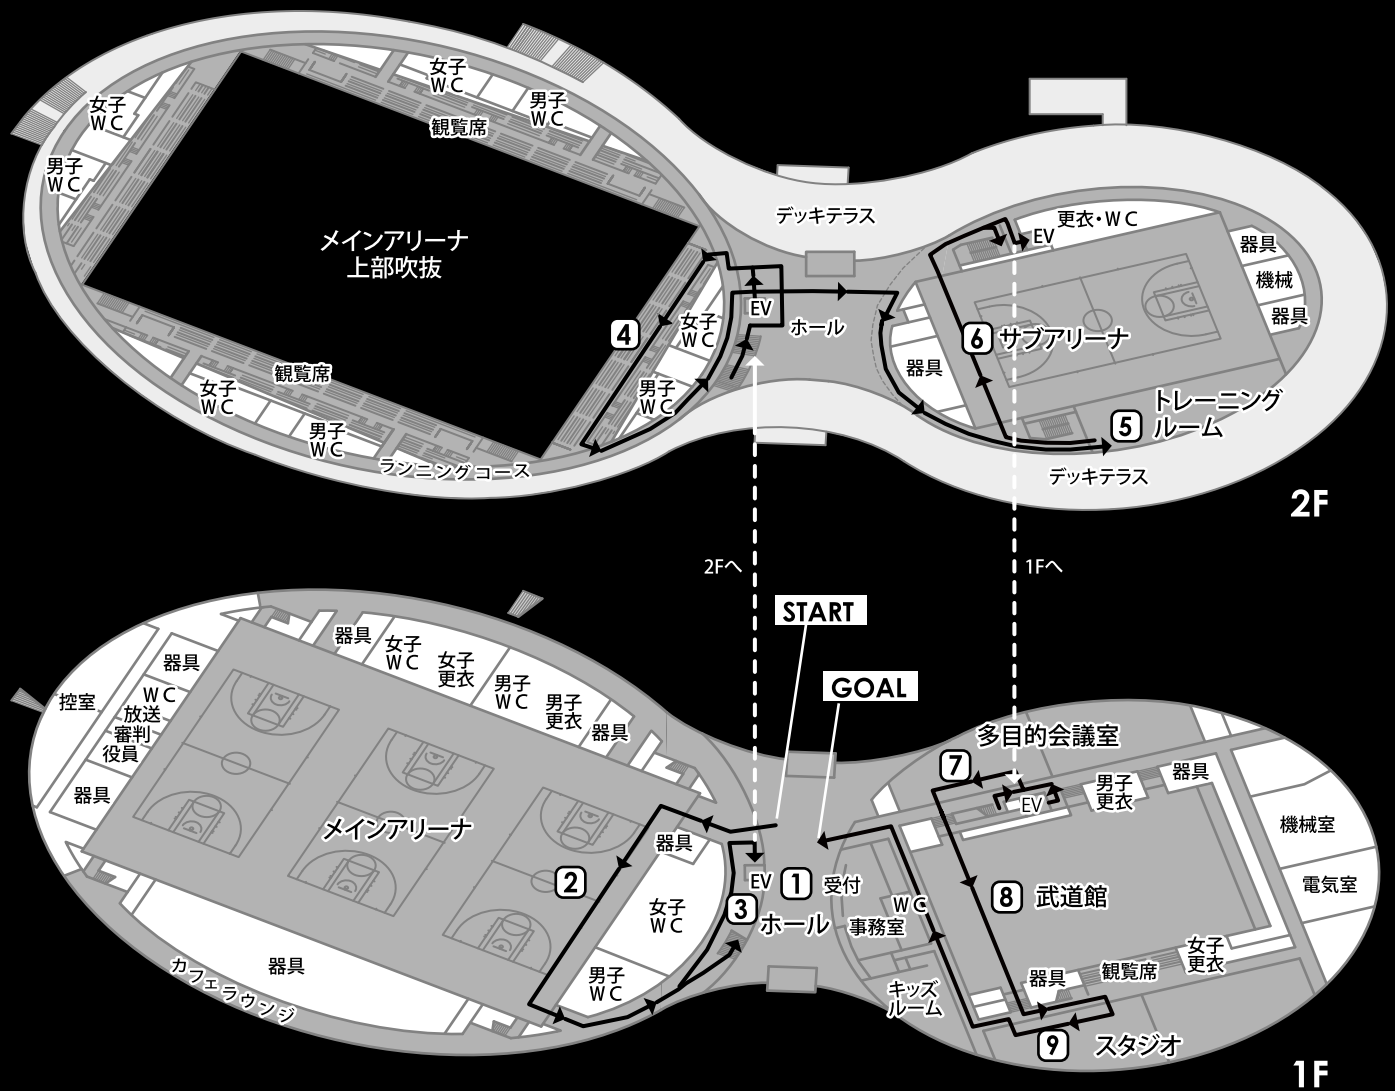 女子
WC
男子
WC
女子
WC
男子
WC
観覧席
メインアリーナ
上部吹抜
デッキテラス
更衣・WC
EV
器具
機械
器具
4
女子
WC
男子
WC
EV
ホール
器具
6 サブアリーナ
5 トレーニング
ルーム
観覧席
女子
WC
男子
WC
ランニングコース
デッキテラス
2F
2Fへ
1Fへ
START
GOAL
控室
器具
WC
放送
審判
役員
器具
器具
女子
WC
女子
更衣
男子
WC
男子
更衣
器具
メインアリーナ
2
器具
女子
WC
男子
WC
器具
カフェラウンジ
EV
1
受付
3
ホール
事務室
WC
キッズ
ルーム
多目的会議室
7
EV
男子
更衣
器具
機械室
電気室
8 武道館
器具
観覧席
女子
更衣
9 スタジオ
1F